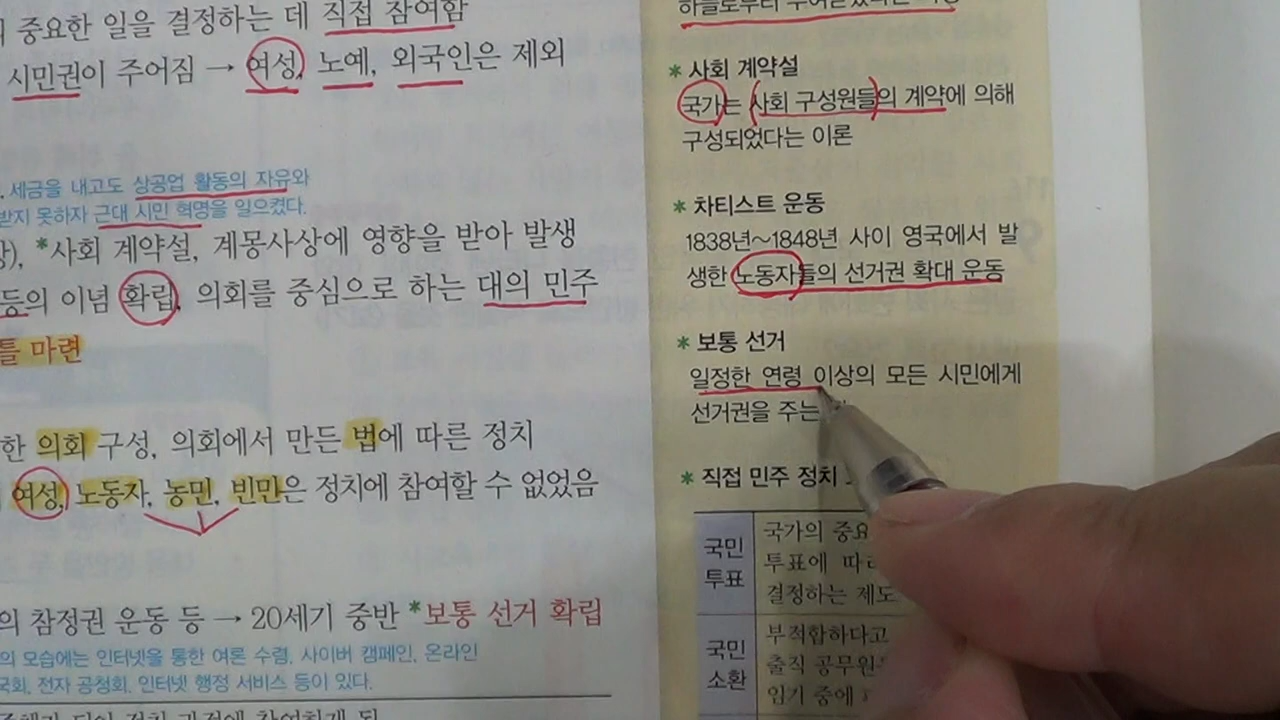 중요한 일을 결정하는 데 직접 참여함
시민권이 주어짐 → 여성, 노예, 외국인은 제외
세금을 내고도 상공업 활동의 자유와
받지 못하자 근대 시민 혁명을 일으켰다.
*사회 계약설, 계몽사상에 영향을 받아 발생
등의 이념 확립, 의회를 중심으로 하는 대의 민주
틀 마련
한 의회 구성, 의회에서 만든 법에 따른 정치
여성, 노동자, 농민, 빈만은 정치에 참여할 수 없었음
의 참정권 운동 등 → 20세기 중반 *보통 선거 확립
의 모습에는 인터넷을 통한 여론 수렴, 사이버 캠페인, 온라인
국회, 전자 공청회, 인터넷 행정 서비스 등이 있다.
* 사회 계약설
국가는 사회 구성원들의 계약에 의해
구성되었다는 이론
* 차티스트 운동
1838년~1848년 사이 영국에서 발
생한 노동자들의 선거권 확대 운동
* 보통 선거
일정한 연령 이상의 모든 시민에게
선거권을 주는
* 직접 민주 정치
국민
투표
국가의 중요
투표에 따라
결정하는 제도
국민
소환
부적합하다고
출직 공무원
임기 중에